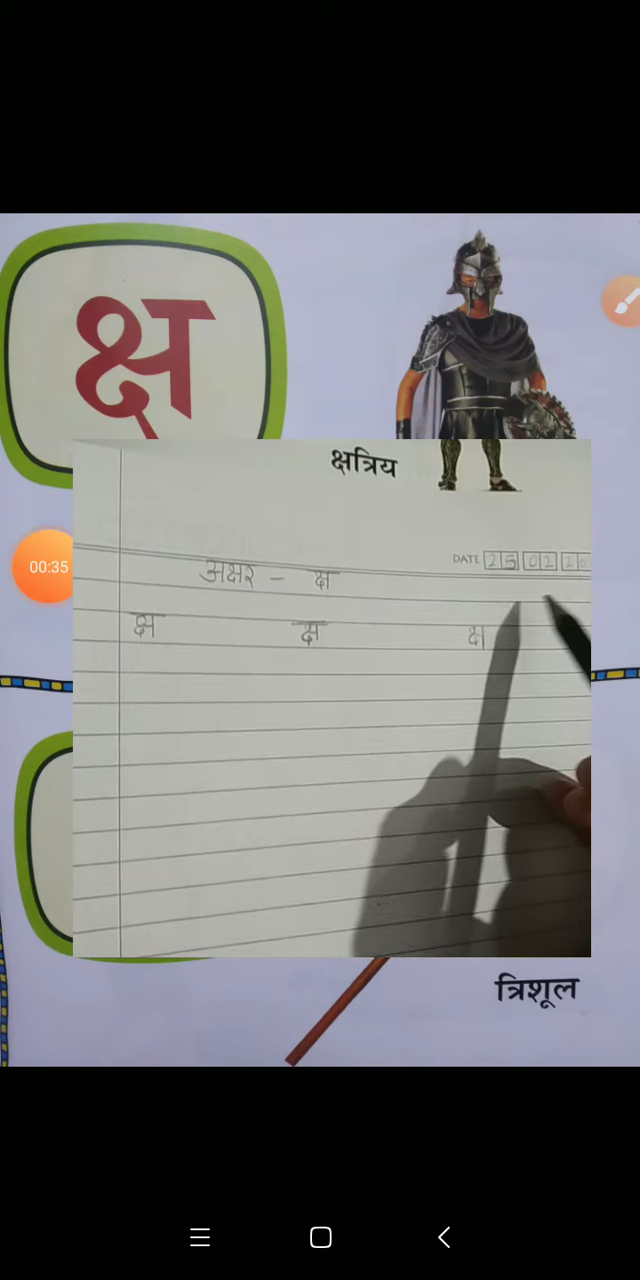 क्ष
00:35
क्षत्रिय
DATE 25 02
अक्षर - क्ष
क्ष क्ष क्ष
त्रिशूल